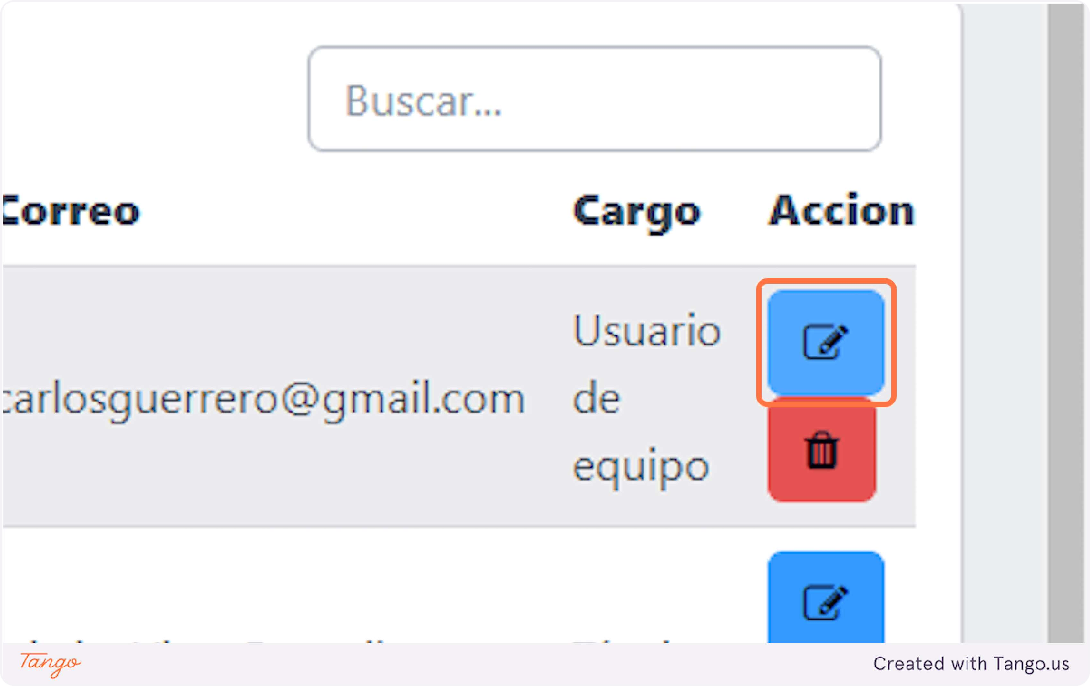 Buscar...
Correo Cargo Accion
Usuario
carlosguerrero@gmail.com de
equipo
Tango Created with Tango.us